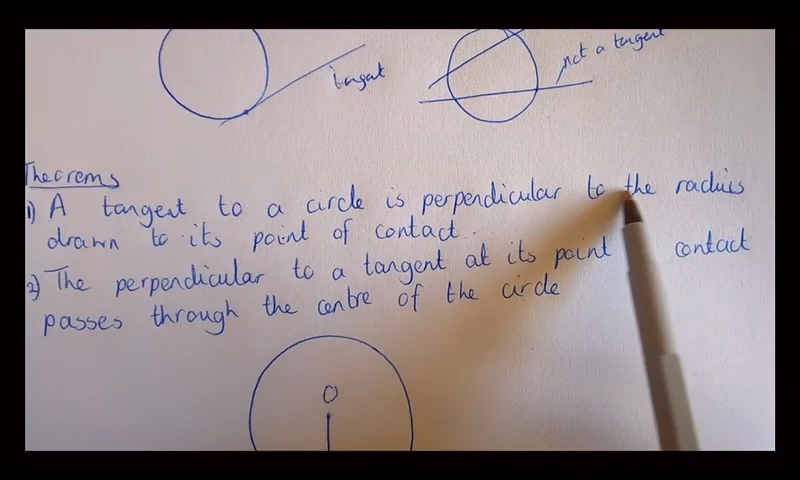 tangent
not a tangent
Theorems
1) A tangent to a circle is perpendicular to the radius
drawn to its point of contact.
2) The perpendicular to a tangent at its point contact
passes through the centre of the circle
O